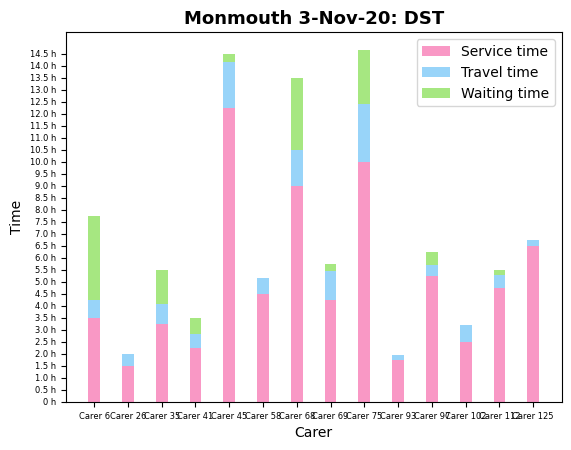 Monmouth 3-Nov-20: DST
Service time
Travel time
Waiting time
14.5 h
14.0 h
13.5 h
13.0 h
12.5 h
12.0 h
11.5 h
11.0 h
10.5 h
10.0 h
9.5 h
9.0 h
8.5 h
8.0 h
7.5 h
7.0 h
6.5 h
6.0 h
5.5 h
5.0 h
4.5 h
4.0 h
3.5 h
3.0 h
2.5 h
2.0 h
1.5 h
1.0 h
0.5 h
0 h
Time
Carer 6 Carer 26 Carer 35 Carer 41 Carer 45 Carer 58 Carer 68 Carer 69 Carer 75 Carer 93 Carer 97 Carer 102 Carer 112 Carer 125
Carer